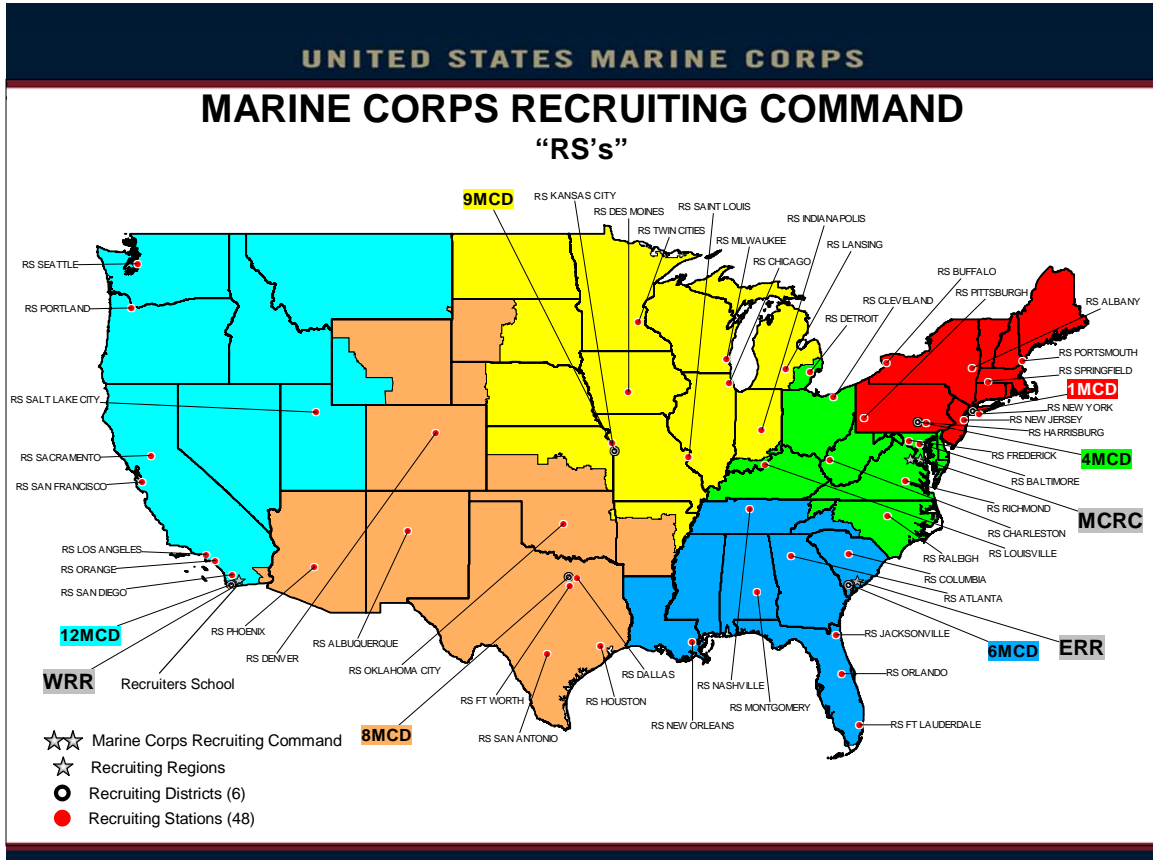 UNITED STATES MARINE CORPS
MARINE CORPS RECRUITING COMMAND
“RS’s”
9MCD
RS KANSAS CITY
RS DES MOINES
RS TWIN CITIES
RS SAINT LOUIS
RS MILWAUKEE
RS CHICAGO
RS INDIANAPOLIS
RS LANSING
RS CLEVELAND
RS DETROIT
RS BUFFALO
RS PITTSBURGH
RS ALBANY
RS PORTSMOUTH
RS SPRINGFIELD
1MCD
RS NEW YORK
RS NEW JERSEY
RS HARRISBURG
RS FREDERICK
4MCD
RS BALTIMORE
RS RICHMOND
MCRC
RS CHARLESTON
RS LOUISVILLE
RS RALEIGH
RS COLUMBIA
RS ATLANTA
RS JACKSONVILLE
6MCD
ERR
RS ORLANDO
RS FT LAUDERDALE
RS SEATTLE
RS PORTLAND
RS SALT LAKE CITY
RS SACRAMENTO
RS SAN FRANCISCO
RS LOS ANGELES
RS ORANGE
RS SAN DIEGO
12MCD
WRR
Recruiters School
RS PHOENIX
RS DENVER
RS ALBUQUERQUE
RS OKLAHOMA CITY
RS FT WORTH
RS SAN ANTONIO
8MCD
RS HOUSTON
RS DALLAS
RS NEW ORLEANS
RS NASHVILLE
RS MONTGOMERY
Marine Corps Recruiting Command
Recruiting Regions
Recruiting Districts (6)
Recruiting Stations (48)